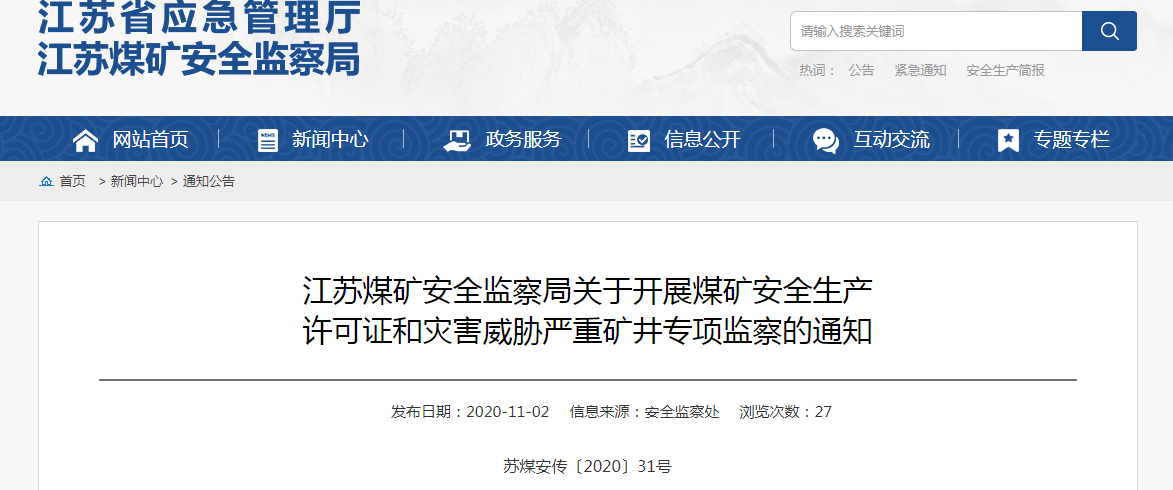 江苏省应急管理厅
江苏煤矿安全监察局
请输入搜索关键词
热词： 公告 紧急通知 安全生产简报
网站首页 新闻中心 政务服务 信息公开 互动交流 专题专栏
首页 > 新闻中心 > 通知公告
江苏煤矿安全监察局关于开展煤矿安全生产
许可证和灾害威胁严重矿井专项监察的通知
发布日期：2020-11-02 信息来源：安全监察处 浏览次数：27
苏煤安传〔2020〕31号